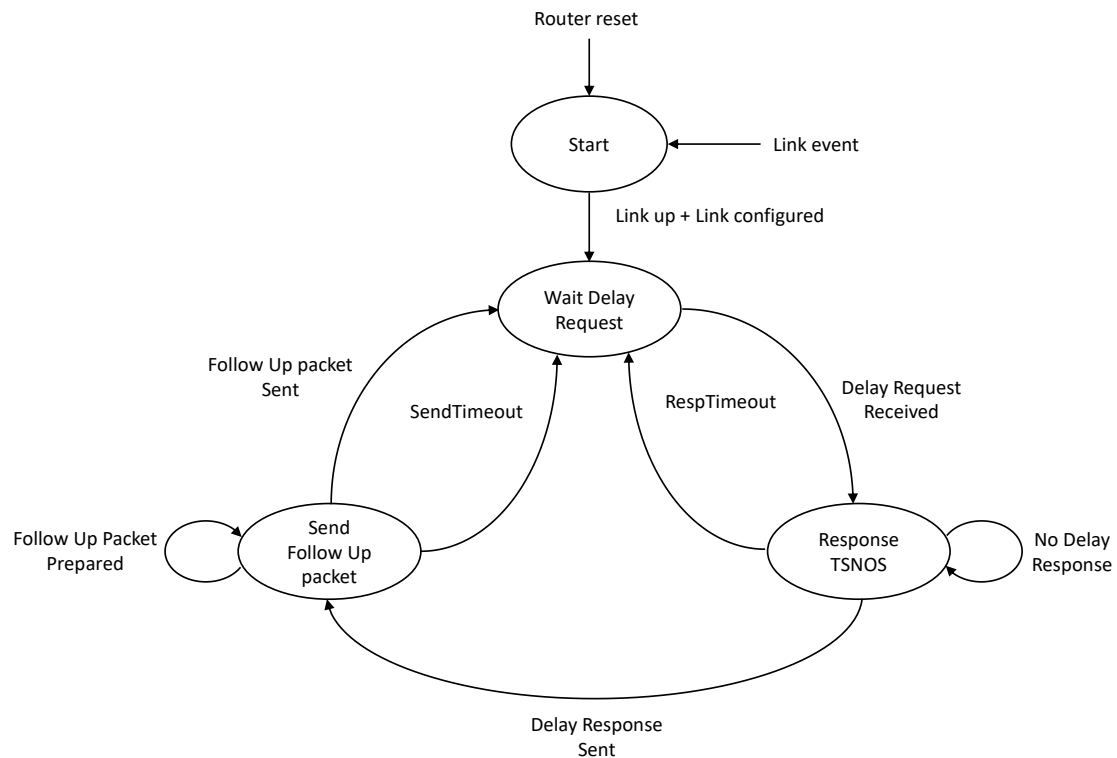 Router reset
Start
Link event
Link up + Link configured
Wait Delay
Request
Follow Up packet
Sent
SendTimeout
RespTimeout
Delay Request
Received
Follow Up Packet
Prepared
Send
Follow Up
packet
Response
TSNOS
No Delay
Response
Delay Response
Sent